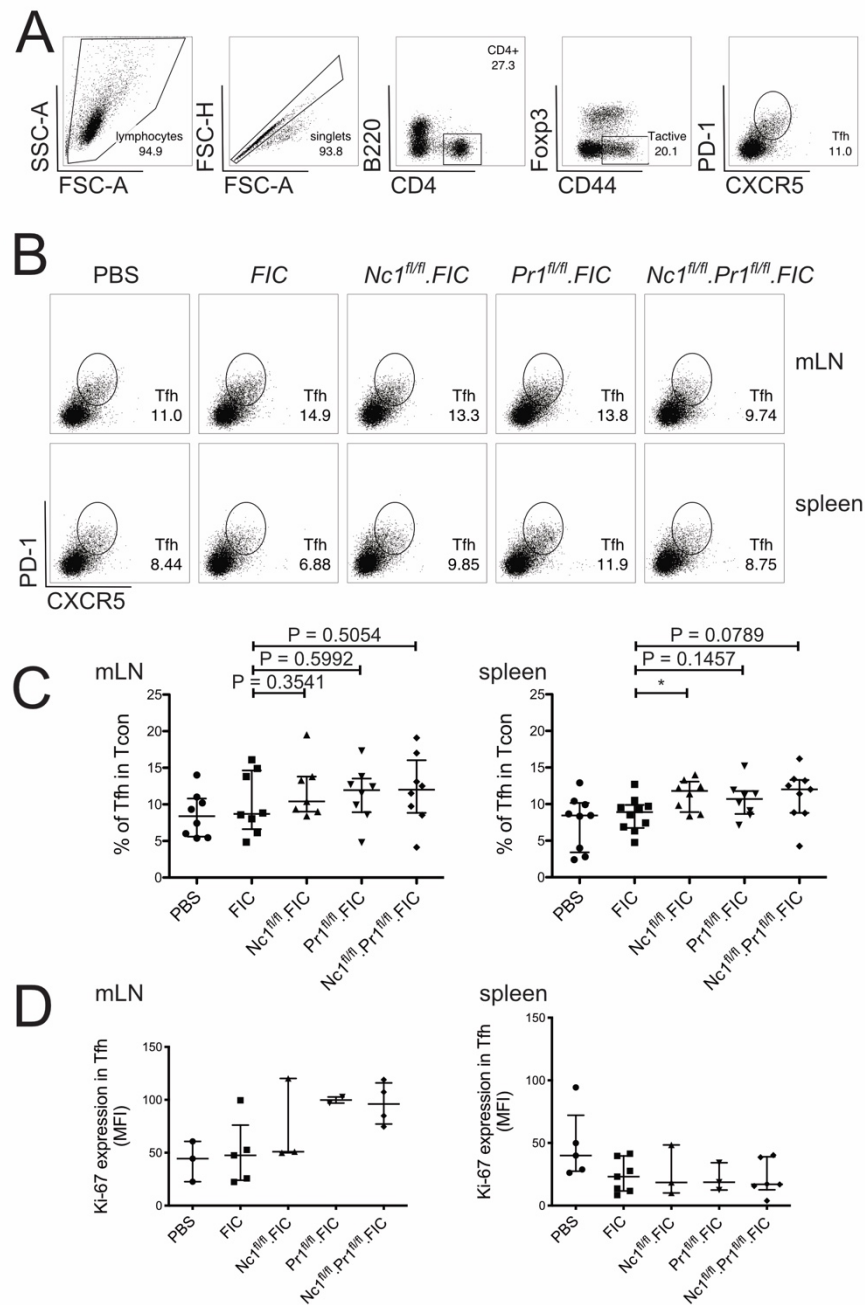 A
SSC-A
lymphocytes
94.9
FSC-A
FSC-H
singlets
93.8
FSC-A
B220
CD4+
27.3
CD4
Foxp3
Tactive
20.1
CD44
PD-1
Tfh
11.0
CXCR5
B
PBS
FIC
Nc1fl/fl.FIC
Pr1fl/fl.FIC
Nc1fl/fl.Pr1fl/fl.FIC
Tfh
11.0
Tfh
14.9
Tfh
13.3
Tfh
13.8
Tfh
9.74
mLN
Tfh
8.44
Tfh
6.88
Tfh
9.85
Tfh
11.9
Tfh
8.75
spleen
PD-1
CXCR5
C
mLN
P = 0.5054
P = 0.5992
P = 0.3541
% of Tfh in Tcon
25
20
15
10
5
0
PBS
FIC
Nc1fl/fl.FIC
Pr1fl/fl.FIC
Nc1fl/fl.Pr1fl/fl.FIC
spleen
P = 0.0789
P = 0.1457
*
% of Tfh in Tcon
25
20
15
10
5
0
PBS
FIC
Nc1fl/fl.FIC
Pr1fl/fl.FIC
Nc1fl/fl.Pr1fl/fl.FIC
D
mLN
Ki-67 expression in Tfh
(MFI)
150
100
50
0
PBS
FIC
Nc1fl/fl.FIC
Pr1fl/fl.FIC
Nc1fl/fl.Pr1fl/fl.FIC
spleen
Ki-67 expression in Tfh
(MFI)
150
100
50
0
PBS
FIC
Nc1fl/fl.FIC
Pr1fl/fl.FIC
Nc1fl/fl.Pr1fl/fl.FIC